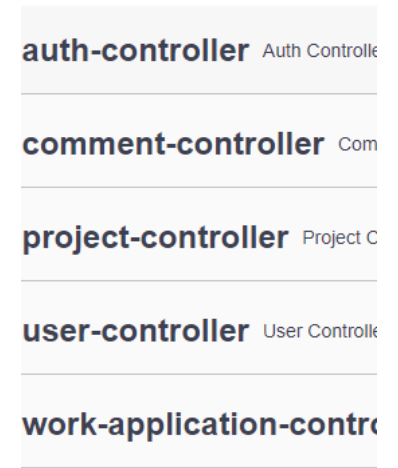 auth-controller Auth Controlle
comment-controller Com
project-controller Project C
user-controller User Controlle
work-application-contro